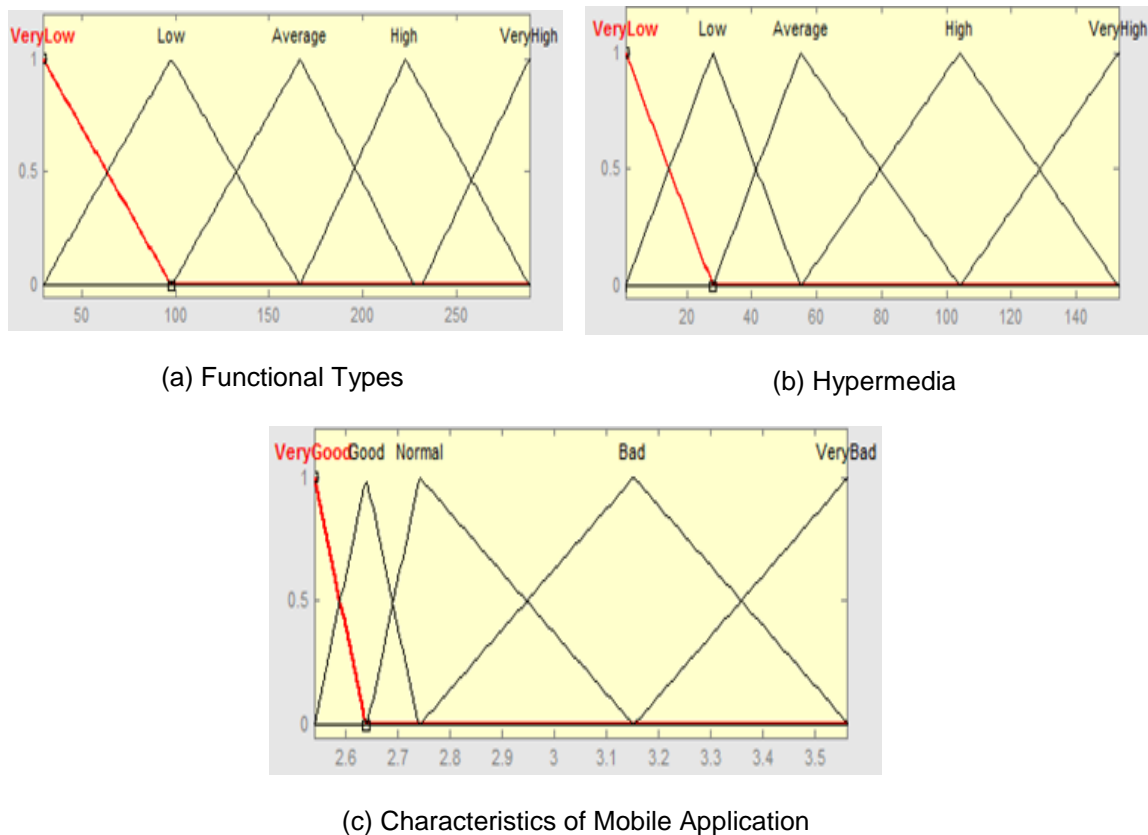 VeryLow Low Average High VeryHigh
1
0.5
0
50 100 150 200 250
(a) Functional Types
VeryLow Low Average High VeryHigh
1
0.5
0
20 40 60 80 100 120 140
(b) Hypermedia
VeryGood Good Normal Bad VeryBad
1
0.5
0
2.6 2.7 2.8 2.9 3 3.1 3.2 3.3 3.4 3.5
(c) Characteristics of Mobile Application